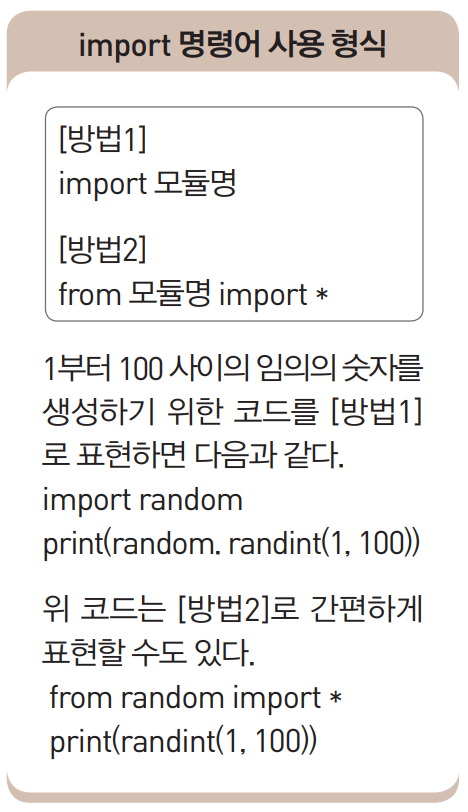 import 명령어 사용 형식
[방법1]
import 모듈명
[방법2]
from 모듈명 import *
1부터 100 사이의 임의의 숫자를
생성하기 위한 코드를 [방법1]
로 표현하면 다음과 같다.
import random
print(random. randint(1, 100))
위 코드는 [방법2]로 간편하게
표현할 수도 있다.
from random import *
print(randint(1, 100))